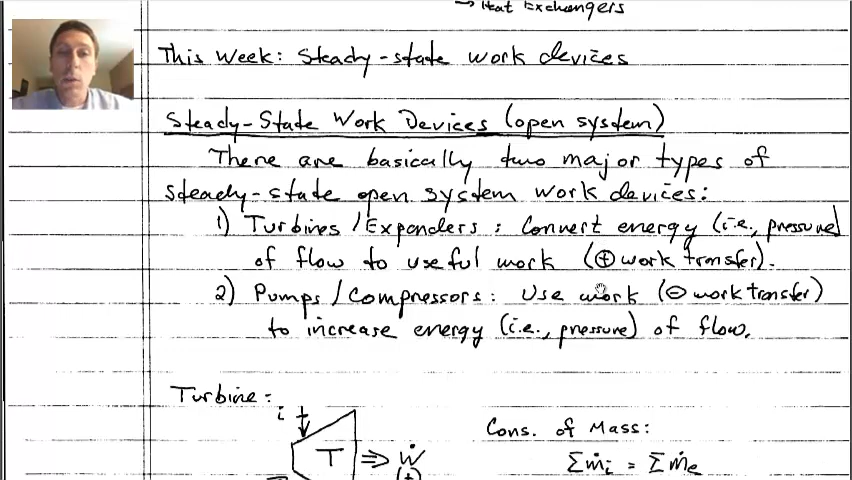 → Heat Exchangers
This Week: Steady-state work devices
Steady-State Work Devices (open system)
There are basically two major types of
steady-state open system work devices:
1) Turbines/Expanders: Convert energy (i.e., pressure)
of flow to useful work (⊕ work transfer).
2) Pumps/Compressors: Use work (⊖ work transfer)
to increase energy (i.e., pressure) of flow.
Turbine:
i
Cons. of Mass:
T ⇒ Ẇ
(+)
Σṁi = Σṁe